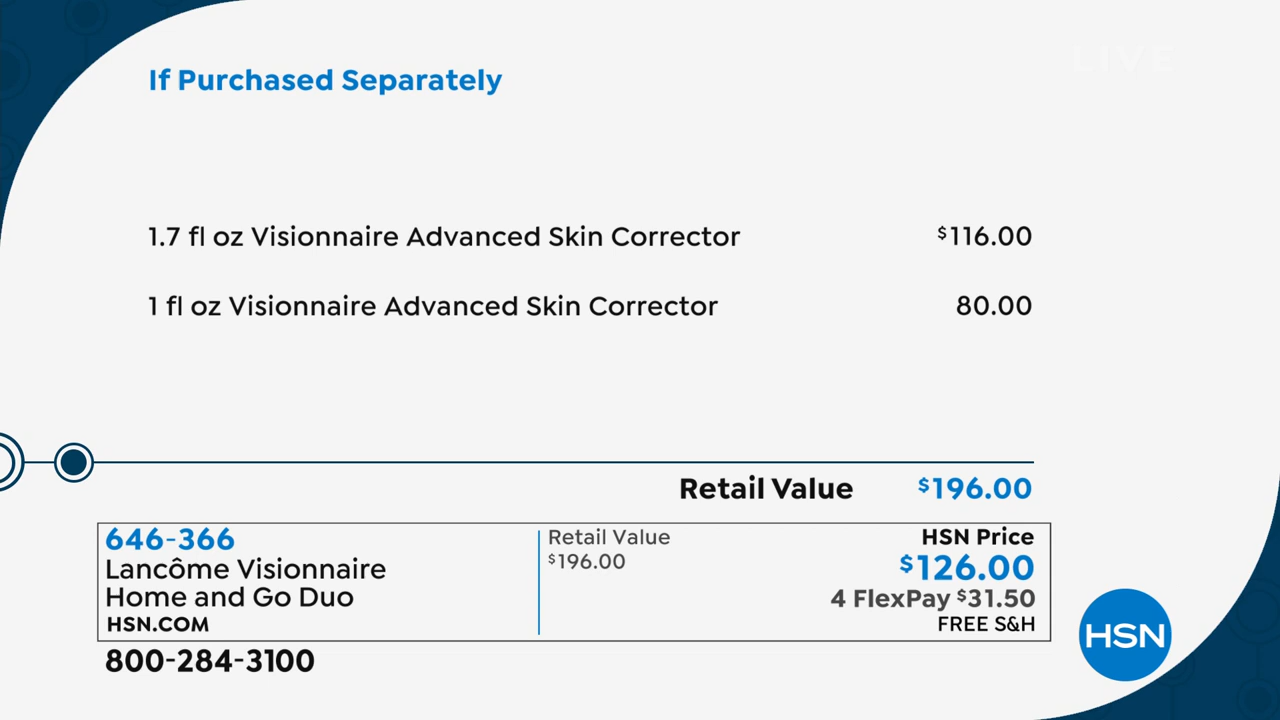 LIVE
If Purchased Separately
1.7 fl oz Visionnaire Advanced Skin Corrector $116.00
1 fl oz Visionnaire Advanced Skin Corrector 80.00
Retail Value $196.00
646-366
Lancôme Visionnaire
Home and Go Duo
HSN.COM
Retail Value
$196.00
HSN Price
$126.00
4 FlexPay $31.50
FREE S&H
800-284-3100
HSN